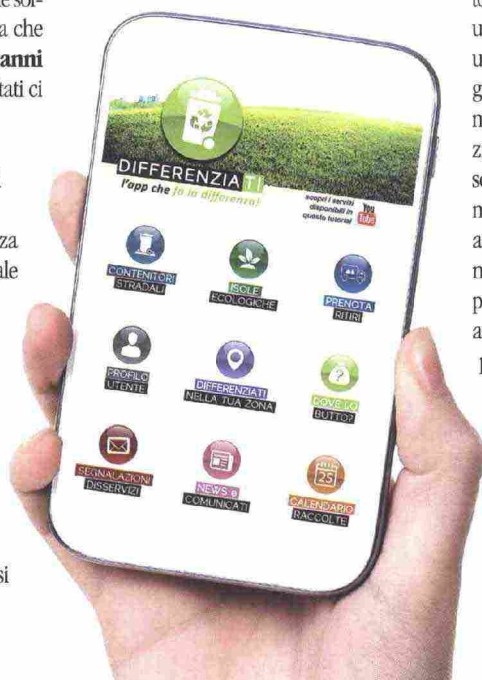 a che
anni
tati ci
za
ale
si
DIFFERENZIATI
l'app che fa la differenza!
scopri i servizi
disponibili in
questo tutorial
You
Tube
CONTENITORI
STRADALI
ISOLE
ECOLOGICHE
PRENOTA
RITIRI
PROFILO
UTENTE
DIFFERENZIATI
NELLA TUA ZONA
DOVE LO
BUTTO?
SEGNALAZIONI
DISSERVIZI
NEWS e
COMUNICATI
25
CALENDARIO
RACCOLTE